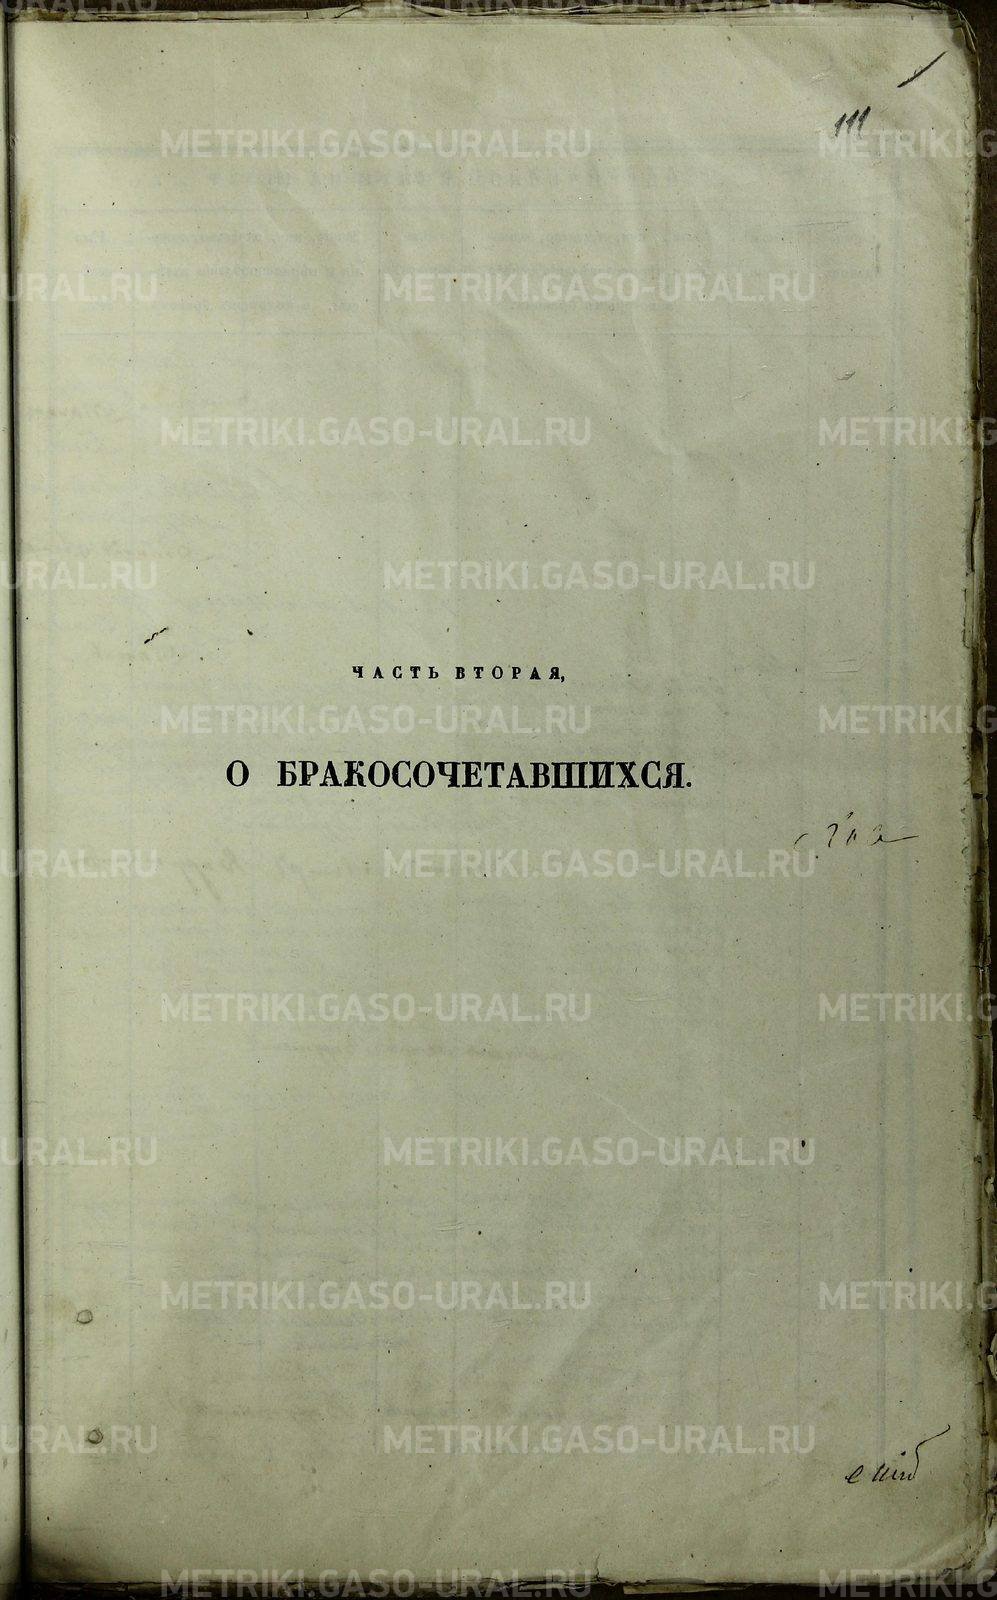 111
ЧАСТЬ ВТОРАЯ,
О БРАКОСОЧЕТАВШИХСЯ.
METRIKI.GASO-URAL.RU